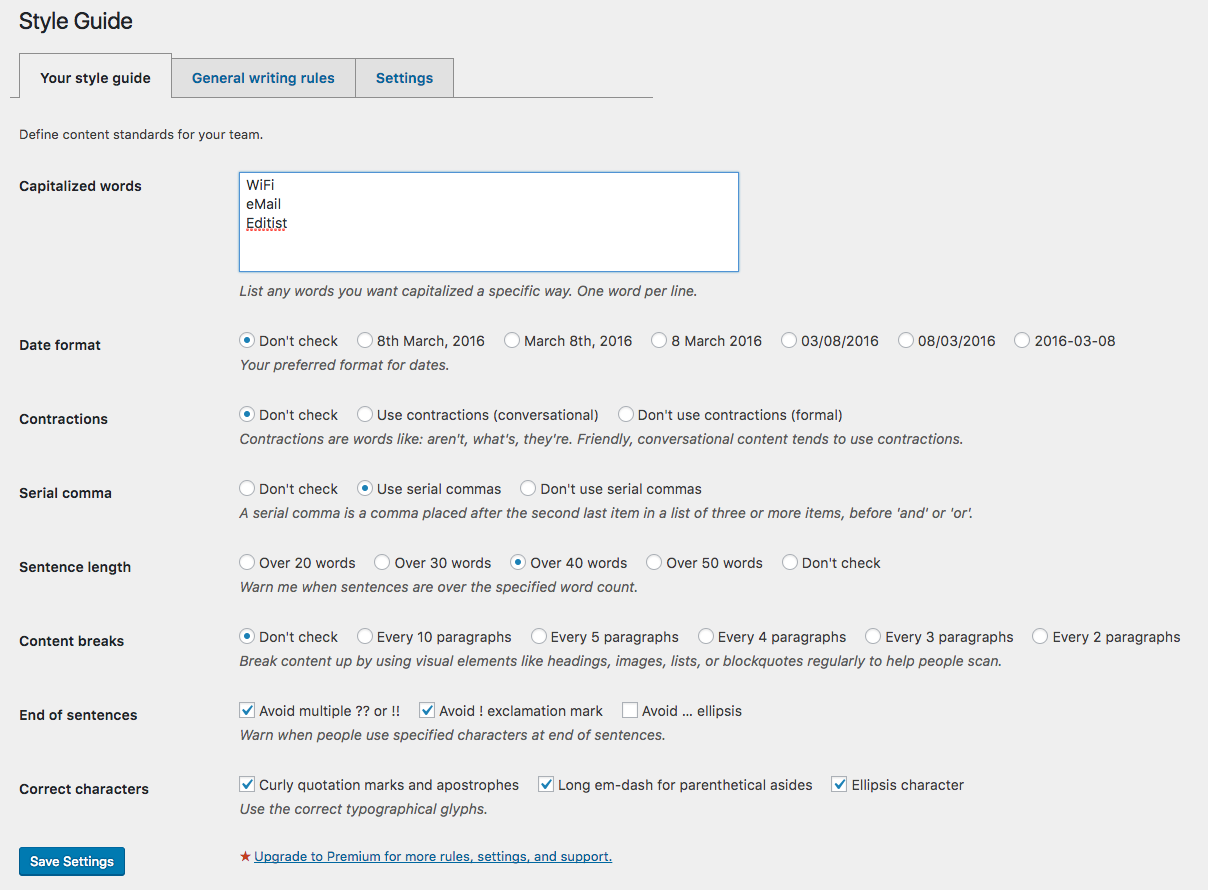 Style Guide
Your style guide General writing rules Settings
Define content standards for your team.
Capitalized words
WiFi
eMail
Editist
List any words you want capitalized a specific way. One word per line.
Date format
Don't check 8th March, 2016 March 8th, 2016 8 March 2016 03/08/2016 08/03/2016 2016-03-08
Your preferred format for dates.
Contractions
Don't check Use contractions (conversational) Don't use contractions (formal)
Contractions are words like: aren't, what's, they're. Friendly, conversational content tends to use contractions.
Serial comma
Don't check Use serial commas Don't use serial commas
A serial comma is a comma placed after the second last item in a list of three or more items, before 'and' or 'or'.
Sentence length
Over 20 words Over 30 words Over 40 words Over 50 words Don't check
Warn me when sentences are over the specified word count.
Content breaks
Don't check Every 10 paragraphs Every 5 paragraphs Every 4 paragraphs Every 3 paragraphs Every 2 paragraphs
Break content up by using visual elements like headings, images, lists, or blockquotes regularly to help people scan.
End of sentences
Avoid multiple ?? or !! Avoid ! exclamation mark Avoid ... ellipsis
Warn when people use specified characters at end of sentences.
Correct characters
Curly quotation marks and apostrophes Long em-dash for parenthetical asides Ellipsis character
Use the correct typographical glyphs.
Save Settings
★ Upgrade to Premium for more rules, settings, and support.